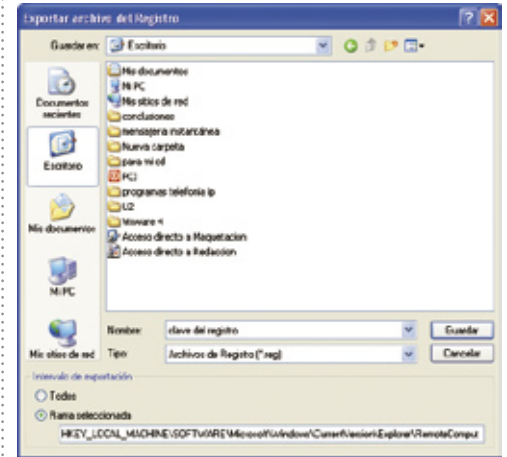 Exportar archivo del Registro
Guardar en:
Escritorio
Documentos recientes
Escritorio
Mis documentos
Mi PC
Mis sitios de red
Mis documentos
Mi PC
Mis sitios de red
conclusiones
mensajeria instantánea
Nueva carpeta
para mi cd
PC)
programas telefonia ip
U2
Vmware 4
Acceso directo a Maquetacion
Acceso directo a Redaccion
Nombre:
clave del registro
Guardar
Tipo:
Archivos de Registro (*.reg)
Cancelar
Intervalo de exportación
Todos
Rama seleccionada
HKEY_LOCAL_MACHINE\SOFTWARE\Microsoft\Windows\CurrentVersion\Explorer\RemoteComput